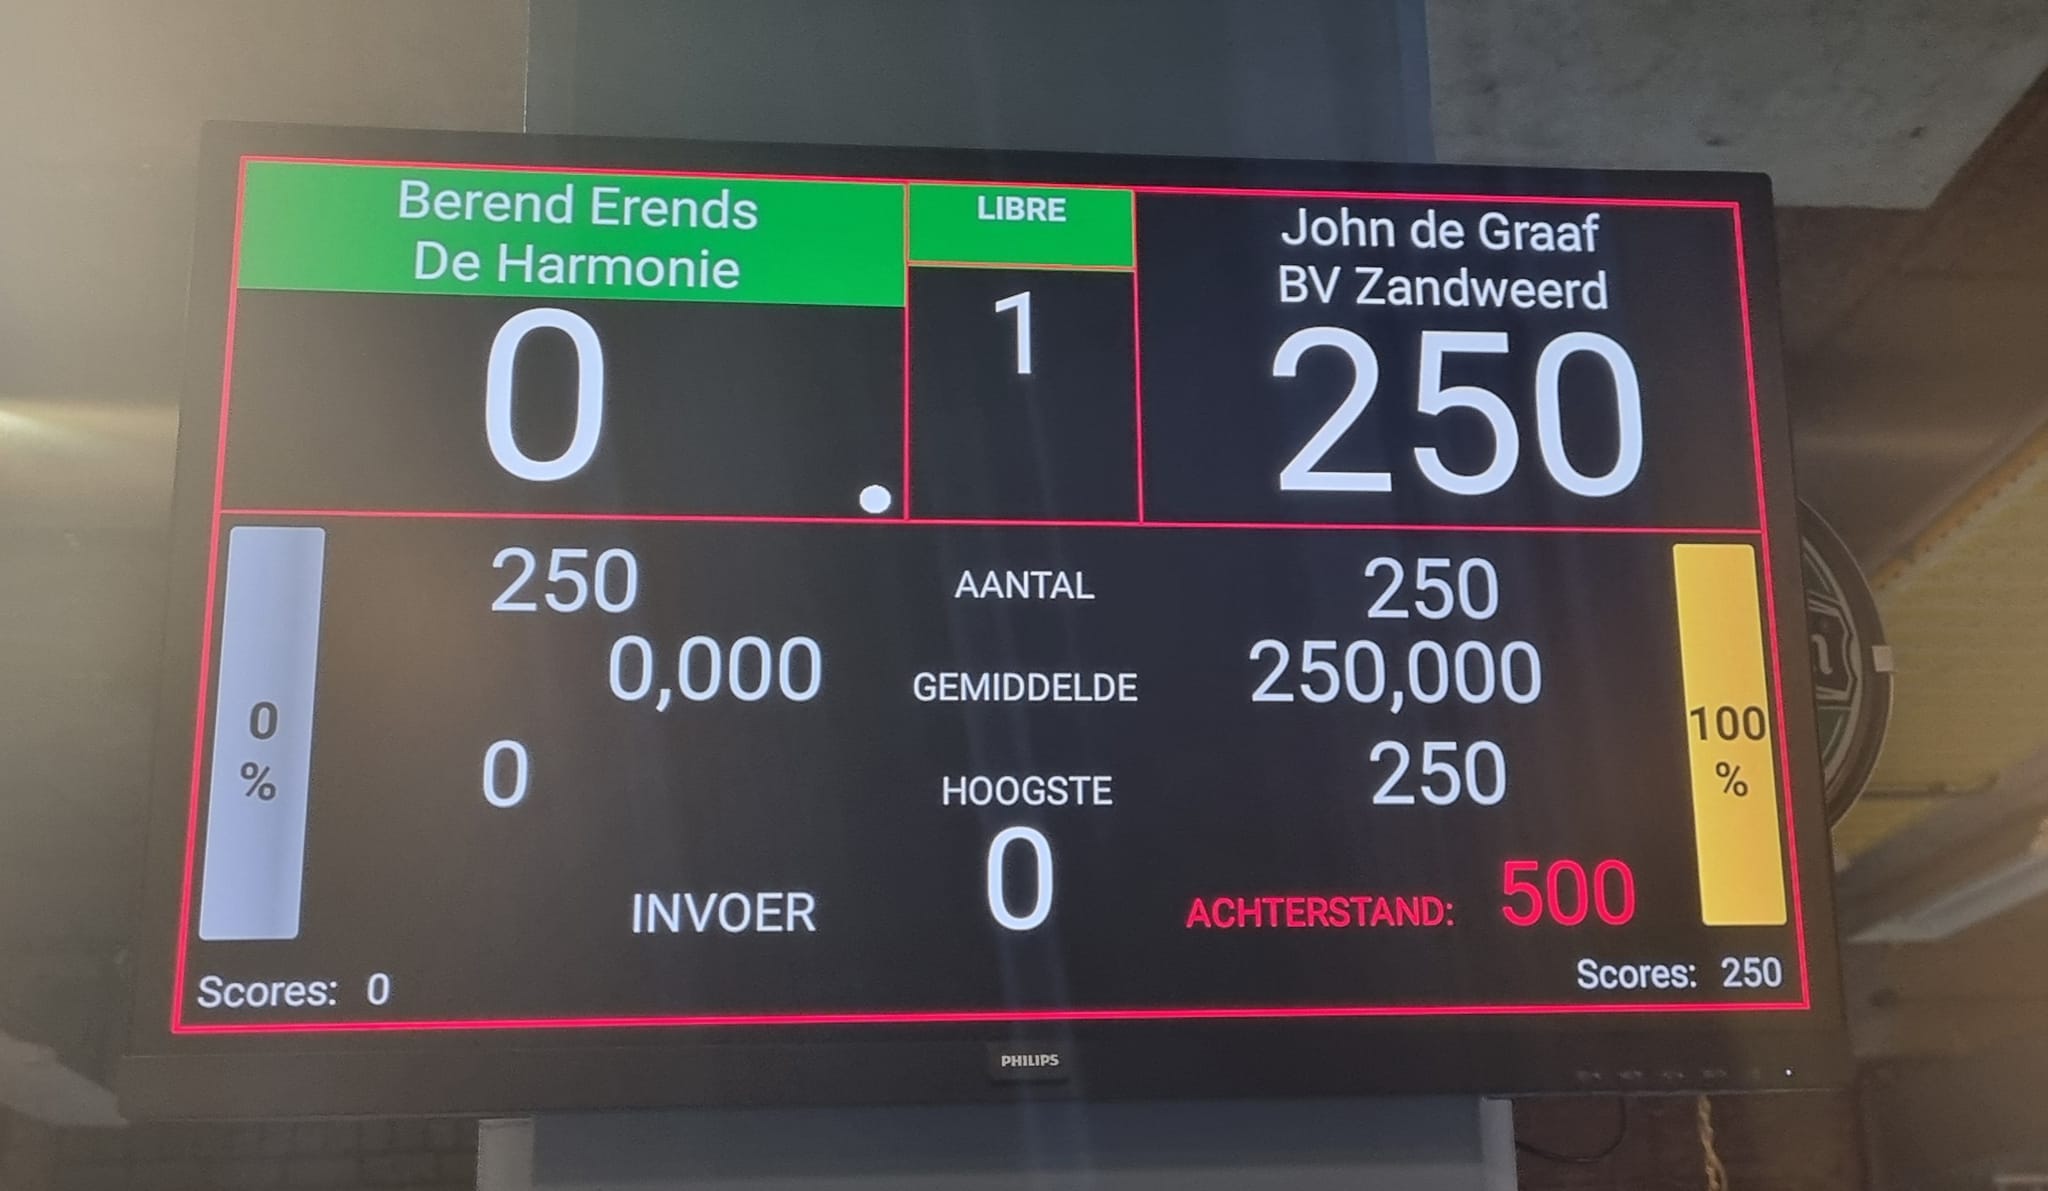 Berend Erends
De Harmonie
0
LIBRE
1
John de Graaf
BV Zandweerd
250
250 AANTAL 250
0,000 GEMIDDELDE 250,000
0 HOOGSTE 250
0
%
100
%
INVOER 0 ACHTERSTAND: 500
Scores: 0
Scores: 250
PHILIPS